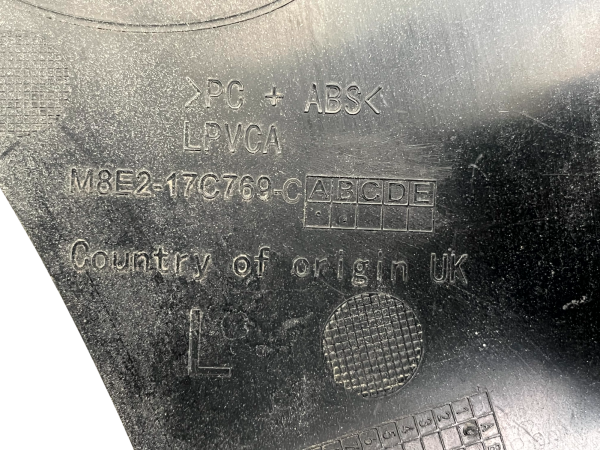 >PC + ABS<
LPVCA
M8E2-17C769-C ABCDE
Country of origin UK
L